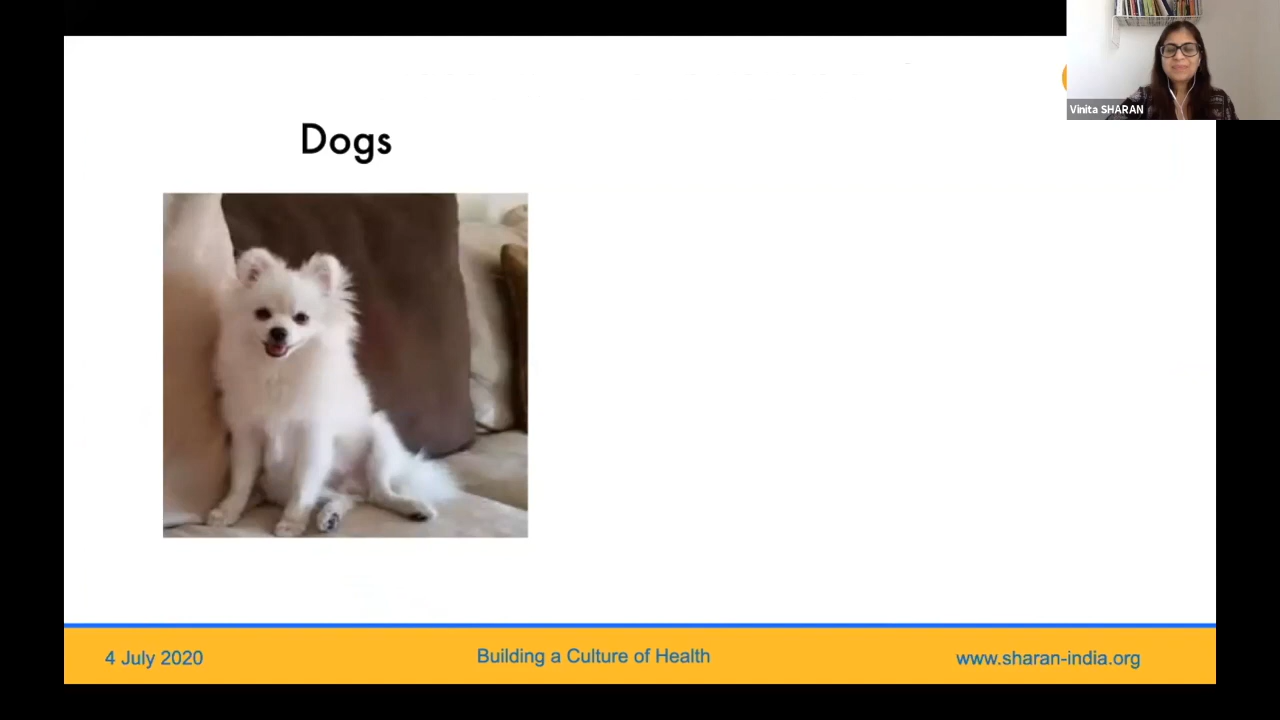 Vinita SHARAN
Dogs
4 July 2020
Building a Culture of Health
www.sharan-india.org